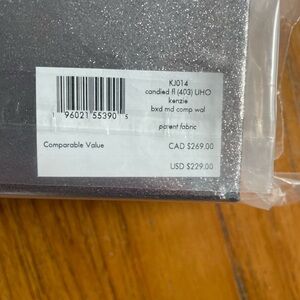 KJ014
candied fl (403) UHO
kenzie
bxd md comp wal
parent fabric
1 96021 55390 5
Comparable Value
CAD $269.00
USD $229.00